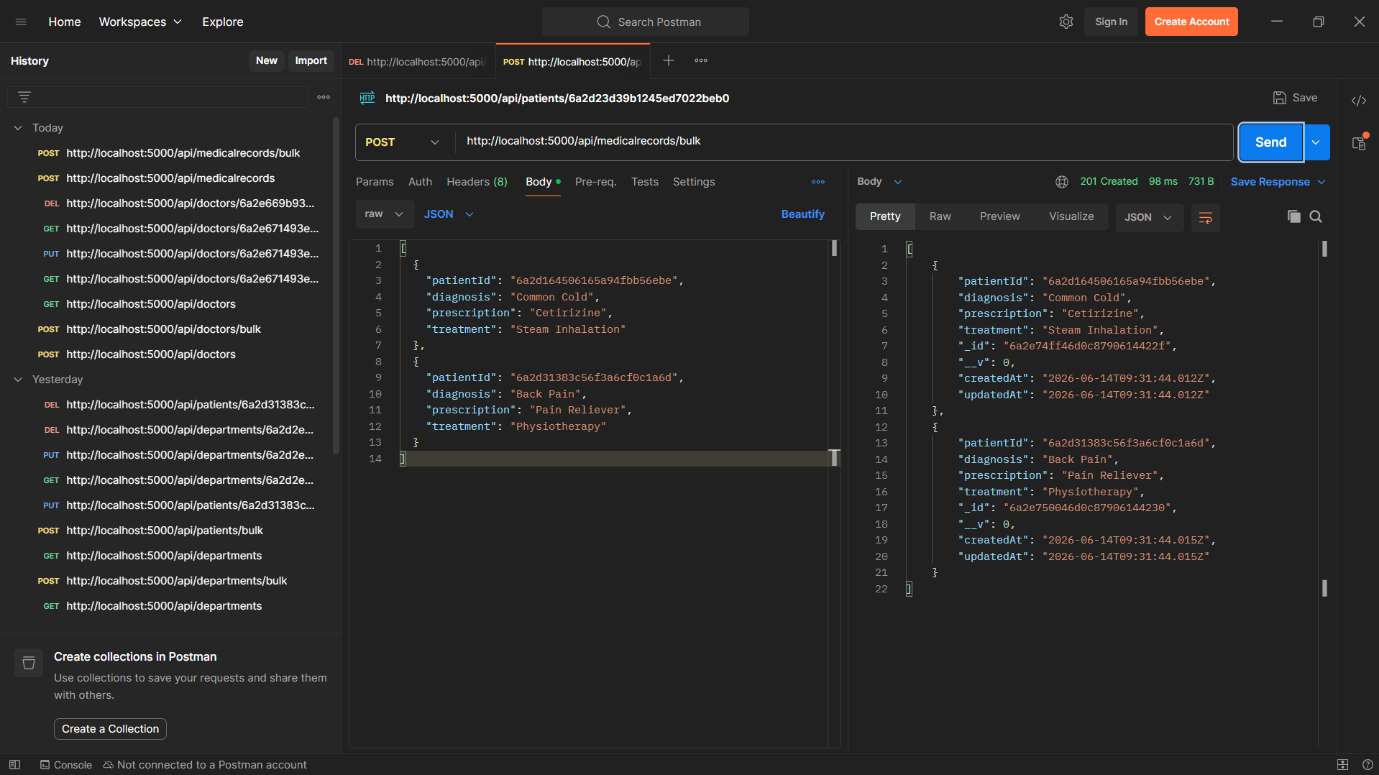 Home
Workspaces
Explore
Search Postman
Sign In
Create Account
History
New
Import
DEL http://localhost:5000/api/
POST http://localhost:5000/ap
HTTP
http://localhost:5000/api/patients/6a2d23d39b1245ed7022beb0
Save
Today
POST http://localhost:5000/api/medicalrecords/bulk
POST http://localhost:5000/api/medicalrecords
DEL http://localhost:5000/api/doctors/6a2e669b93...
GET http://localhost:5000/api/doctors/6a2e671493e...
PUT http://localhost:5000/api/doctors/6a2e671493e...
GET http://localhost:5000/api/doctors/6a2e671493e...
GET http://localhost:5000/api/doctors
POST http://localhost:5000/api/doctors/bulk
POST http://localhost:5000/api/doctors
Yesterday
DEL http://localhost:5000/api/patients/6a2d31383c...
DEL http://localhost:5000/api/departments/6a2d2e...
PUT http://localhost:5000/api/departments/6a2d2e...
GET http://localhost:5000/api/departments/6a2d2e...
PUT http://localhost:5000/api/patients/6a2d31383c...
POST http://localhost:5000/api/patients/bulk
GET http://localhost:5000/api/departments
POST http://localhost:5000/api/departments/bulk
GET http://localhost:5000/api/departments
Create collections in Postman
Use collections to save your requests and share them
with others.
Create a Collection
POST
http://localhost:5000/api/medicalrecords/bulk
Send
Params Auth Headers (8) Body Pre-req. Tests Settings
raw
JSON
Beautify
1 [
2 {
3 "patientId": "6a2d164506165a94fbb56ebe",
4 "diagnosis": "Common Cold",
5 "prescription": "Cetirizine",
6 "treatment": "Steam Inhalation"
7 },
8 {
9 "patientId": "6a2d31383c56f3a6cf0c1a6d",
10 "diagnosis": "Back Pain",
11 "prescription": "Pain Reliever",
12 "treatment": "Physiotherapy"
13 }
14 ]
Body
201 Created 98 ms 731 B
Save Response
Pretty Raw Preview Visualize JSON
1 [
2 {
3 "patientId": "6a2d164506165a94fbb56ebe",
4 "diagnosis": "Common Cold",
5 "prescription": "Cetirizine",
6 "treatment": "Steam Inhalation",
7 "_id": "6a2e74ff46d0c8790614422f",
8 "__v": 0,
9 "createdAt": "2026-06-14T09:31:44.012Z",
10 "updatedAt": "2026-06-14T09:31:44.012Z"
11 },
12 {
13 "patientId": "6a2d31383c56f3a6cf0c1a6d",
14 "diagnosis": "Back Pain",
15 "prescription": "Pain Reliever",
16 "treatment": "Physiotherapy",
17 "_id": "6a2e750046d0c87906144230",
18 "__v": 0,
19 "createdAt": "2026-06-14T09:31:44.015Z",
20 "updatedAt": "2026-06-14T09:31:44.015Z"
21 }
22 ]
Console
Not connected to a Postman account